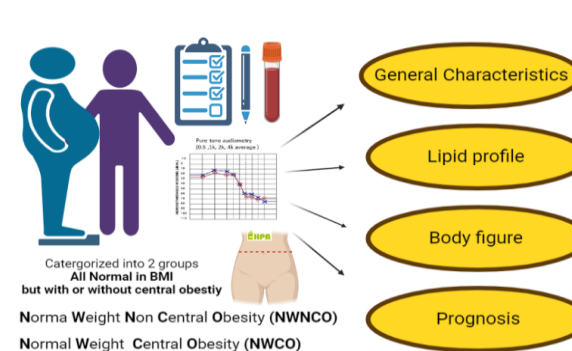 General Characteristics
Pure tone audiometry
(0.5 ,1k, 2k, 4k average )
Lipid profile
Body figure
Catergorized into 2 groups
All Normal in BMI
but with or without central obestiy
Norma Weight Non Central Obesity (NWNCO)
Normal Weight Central Obesity (NWCO)
Prognosis